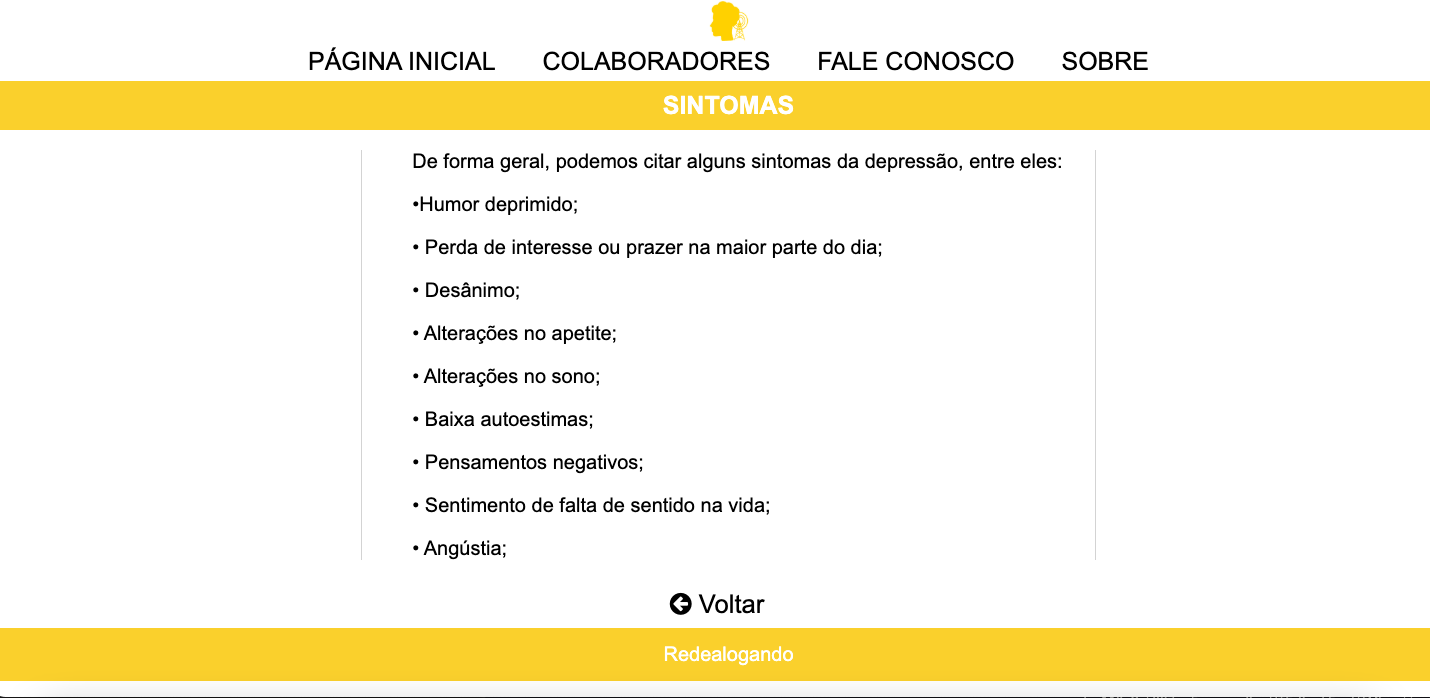 PÁGINA INICIAL COLABORADORES FALE CONOSCO SOBRE
SINTOMAS
De forma geral, podemos citar alguns sintomas da depressão, entre eles:
•Humor deprimido;
• Perda de interesse ou prazer na maior parte do dia;
• Desânimo;
• Alterações no apetite;
• Alterações no sono;
• Baixa autoestimas;
• Pensamentos negativos;
• Sentimento de falta de sentido na vida;
• Angústia;
Voltar
Redealogando